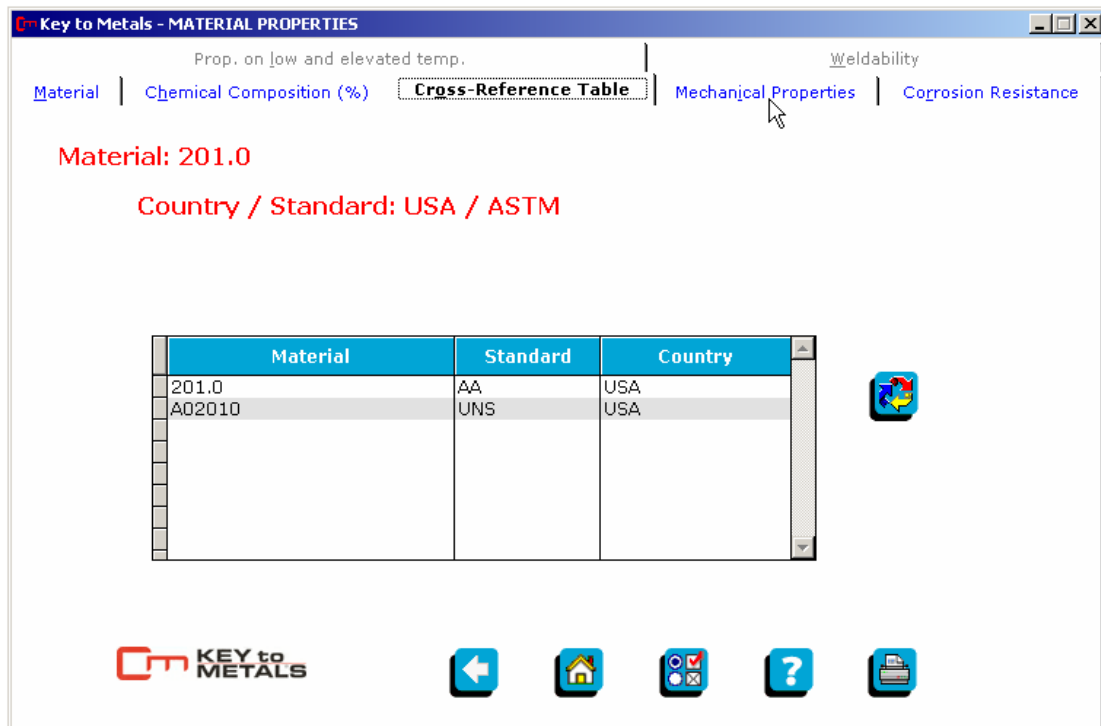 Key to Metals - MATERIAL PROPERTIES
Prop. on low and elevated temp. Weldability
Material Chemical Composition (%) Cross-Reference Table Mechanical Properties Corrosion Resistance
Material: 201.0
Country / Standard: USA / ASTM
Material Standard Country
201.0 AA USA
A02010 UNS USA
KEY to
METALS
?